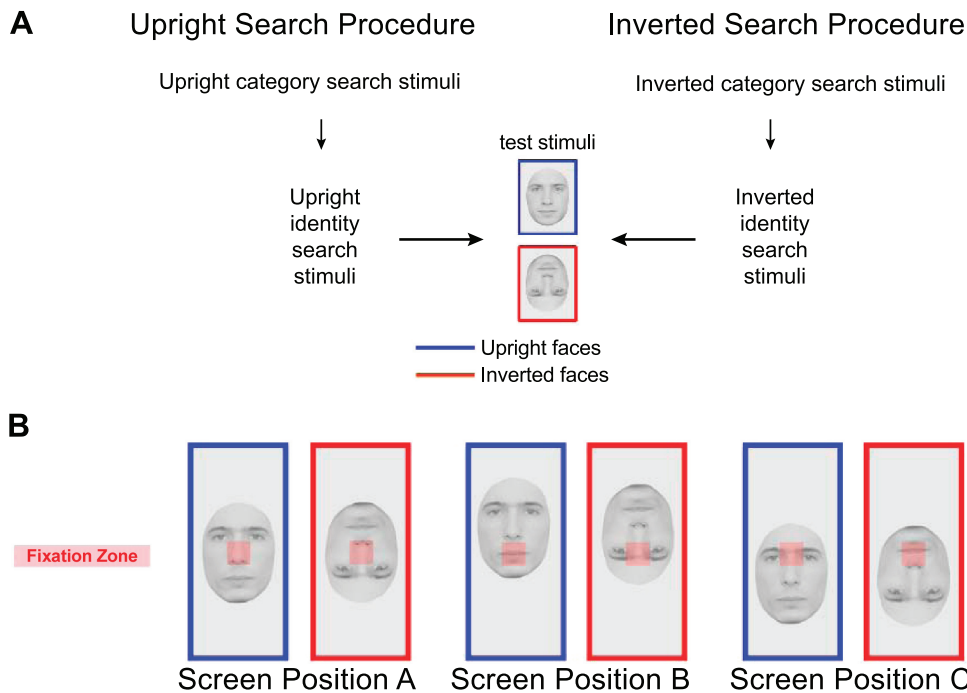 A
Upright Search Procedure
Inverted Search Procedure
Upright category search stimuli
Inverted category search stimuli
test stimuli
Upright
identity
search
stimuli
Inverted
identity
search
stimuli
Upright faces
Inverted faces
B
Fixation Zone
Screen Position A
Screen Position B
Screen Position C